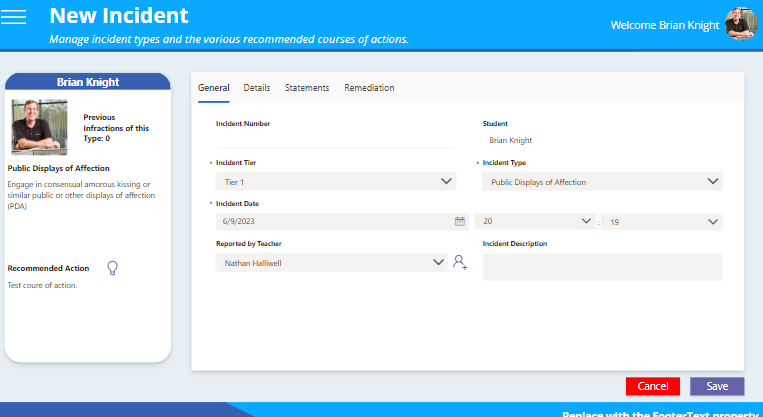 New Incident
Manage incident types and the various recommended courses of actions.
Welcome Brian Knight
Brian Knight
Previous
Infractions of this
Type: 0
Public Displays of Affection
Engage in consensual amorous kissing or
similar public or other displays of affection
(PDA)
Recommended Action
Test coure of action.
General Details Statements Remediation
Incident Number
Student
Brian Knight
* Incident Tier
* Incident Type
Tier 1
Public Displays of Affection
* Incident Date
6/9/2023
20 : 19
Reported by Teacher
Incident Description
Nathan Halliwell
Cancel
Save
Replace with the FooterText property